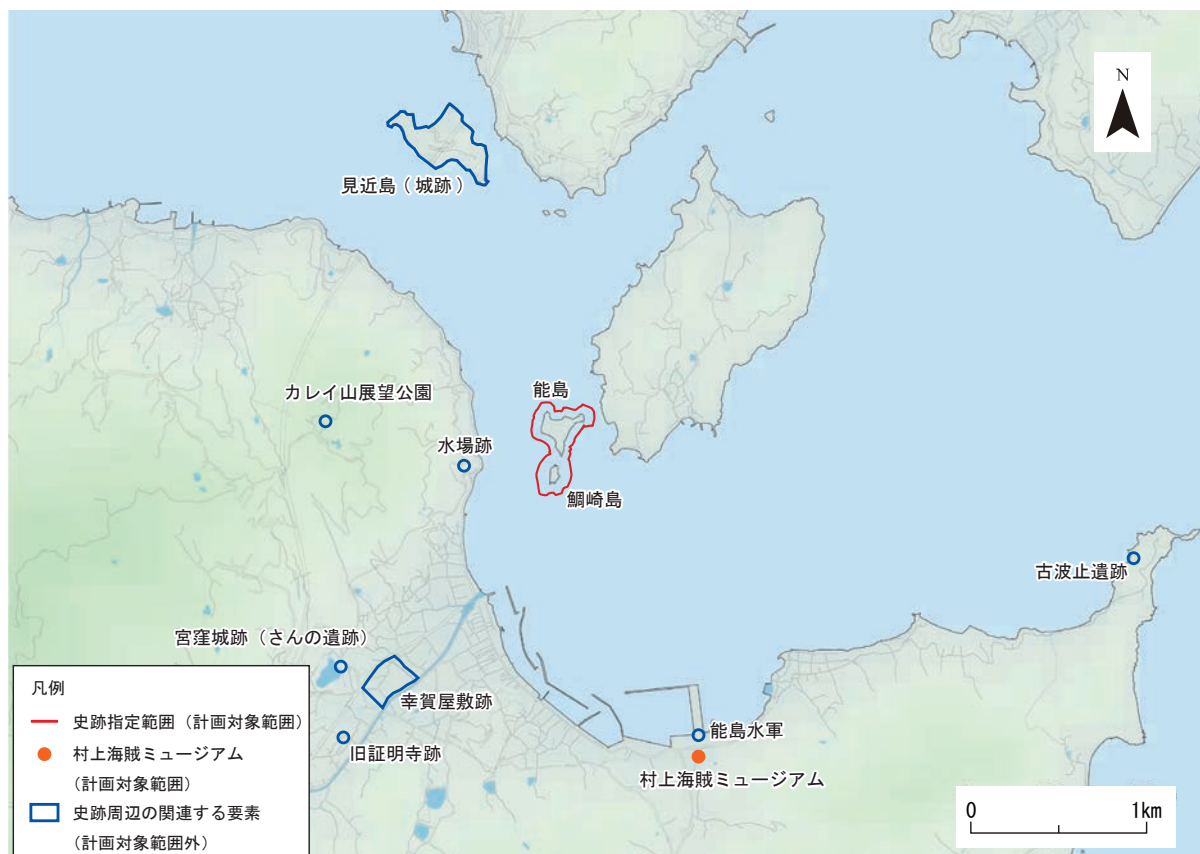 N
見近島（城跡）
カレイ山展望公園
能島
水場跡
鯛崎島
古波止遺跡
宮窪城跡（さんの遺跡）
幸賀屋敷跡
旧証明寺跡
能島水軍
村上海賊ミュージアム
凡例
史跡指定範囲（計画対象範囲）
村上海賊ミュージアム
（計画対象範囲）
史跡周辺の関連する要素
（計画対象範囲外）
0 1km